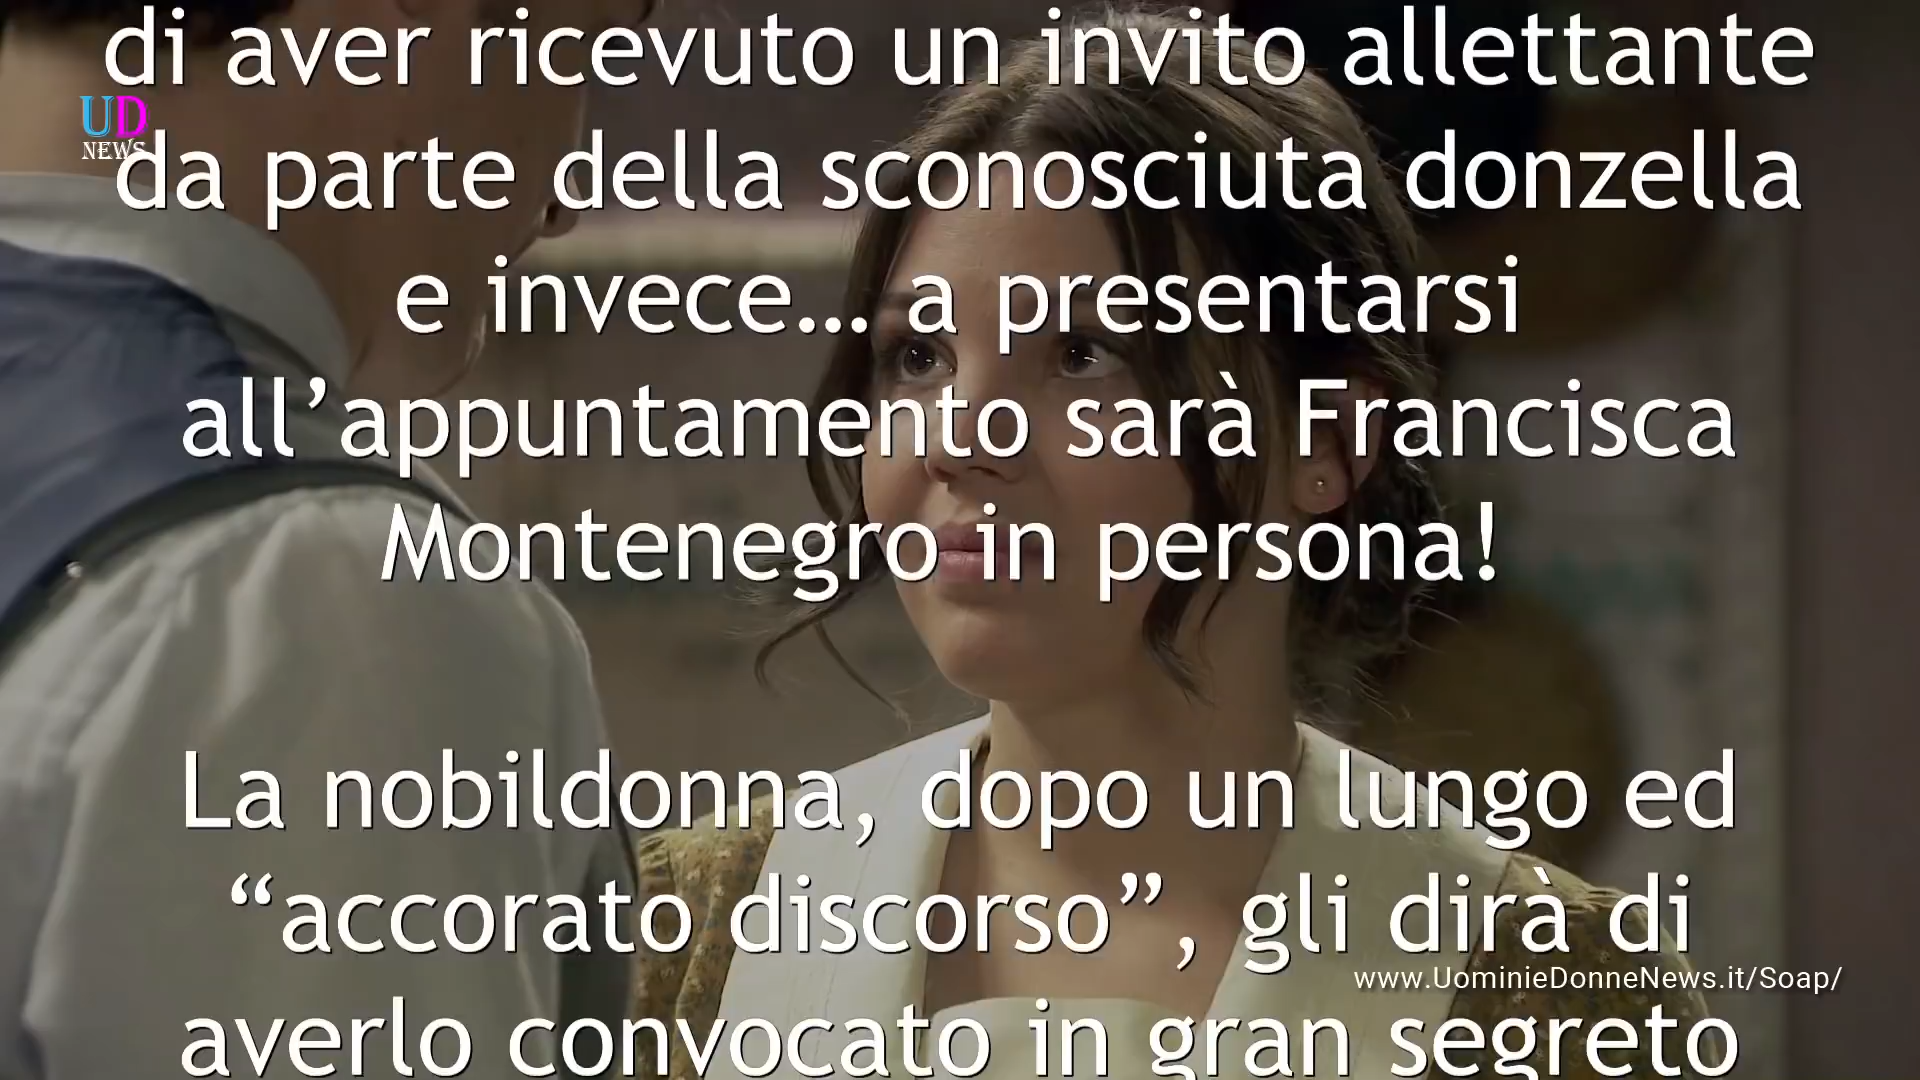 di aver ricevuto un invito allettante
UD
NEWS
da parte della sconosciuta donzella
e invece... a presentarsi
all’appuntamento sarà Francisca
Montenegro in persona!
La nobildonna, dopo un lungo ed
“accorato discorso”, gli dirà di
www.UominieDonneNews.it/Soap/
averlo convocato in gran segreto